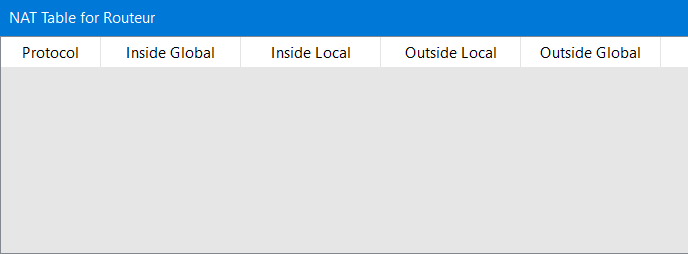 NAT Table for Routeur
Protocol Inside Global Inside Local Outside Local Outside Global